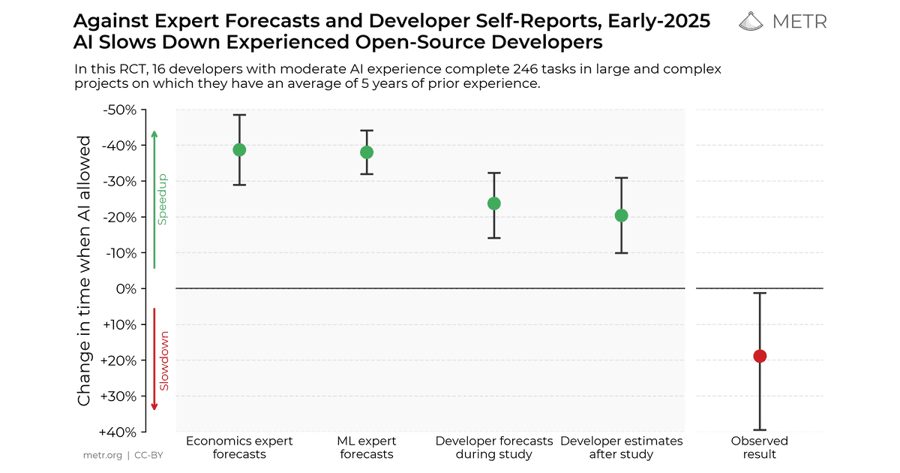 Against Expert Forecasts and Developer Self-Reports, Early-2025
AI Slows Down Experienced Open-Source Developers
METR
In this RCT, 16 developers with moderate AI experience complete 246 tasks in large and complex
projects on which they have an average of 5 years of prior experience.
Change in time when AI allowed
-50%
-40%
-30%
-20%
-10%
0%
+10%
+20%
+30%
+40%
Speedup
Slowdown
Economics expert
forecasts
ML expert
forecasts
Developer forecasts
during study
Developer estimates
after study
Observed
result
metr.org | CC-BY